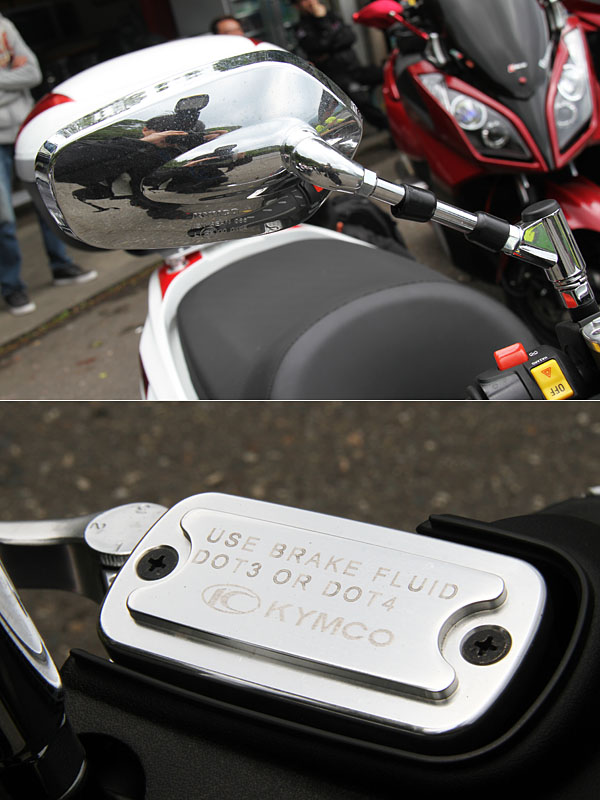 OFF
USE BRAKE FLUID
DOT3 OR DOT4
KYMCO